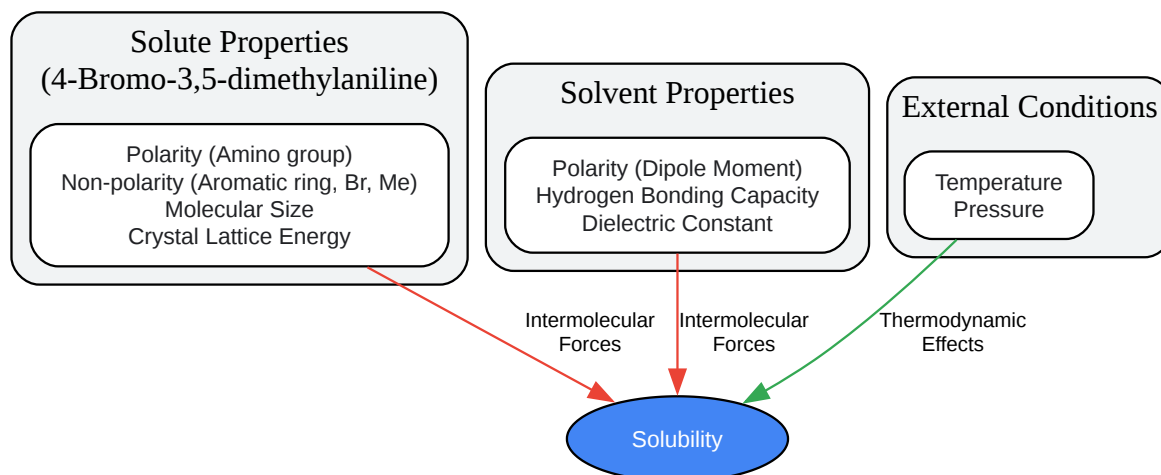 Solute Properties
(4-Bromo-3,5-dimethylaniline)
Polarity (Amino group)
Non-polarity (Aromatic ring, Br, Me)
Molecular Size
Crystal Lattice Energy
Solvent Properties
Polarity (Dipole Moment)
Hydrogen Bonding Capacity
Dielectric Constant
External Conditions
Temperature
Pressure
Intermolecular
Forces
Intermolecular
Forces
Thermodynamic
Effects
Solubility